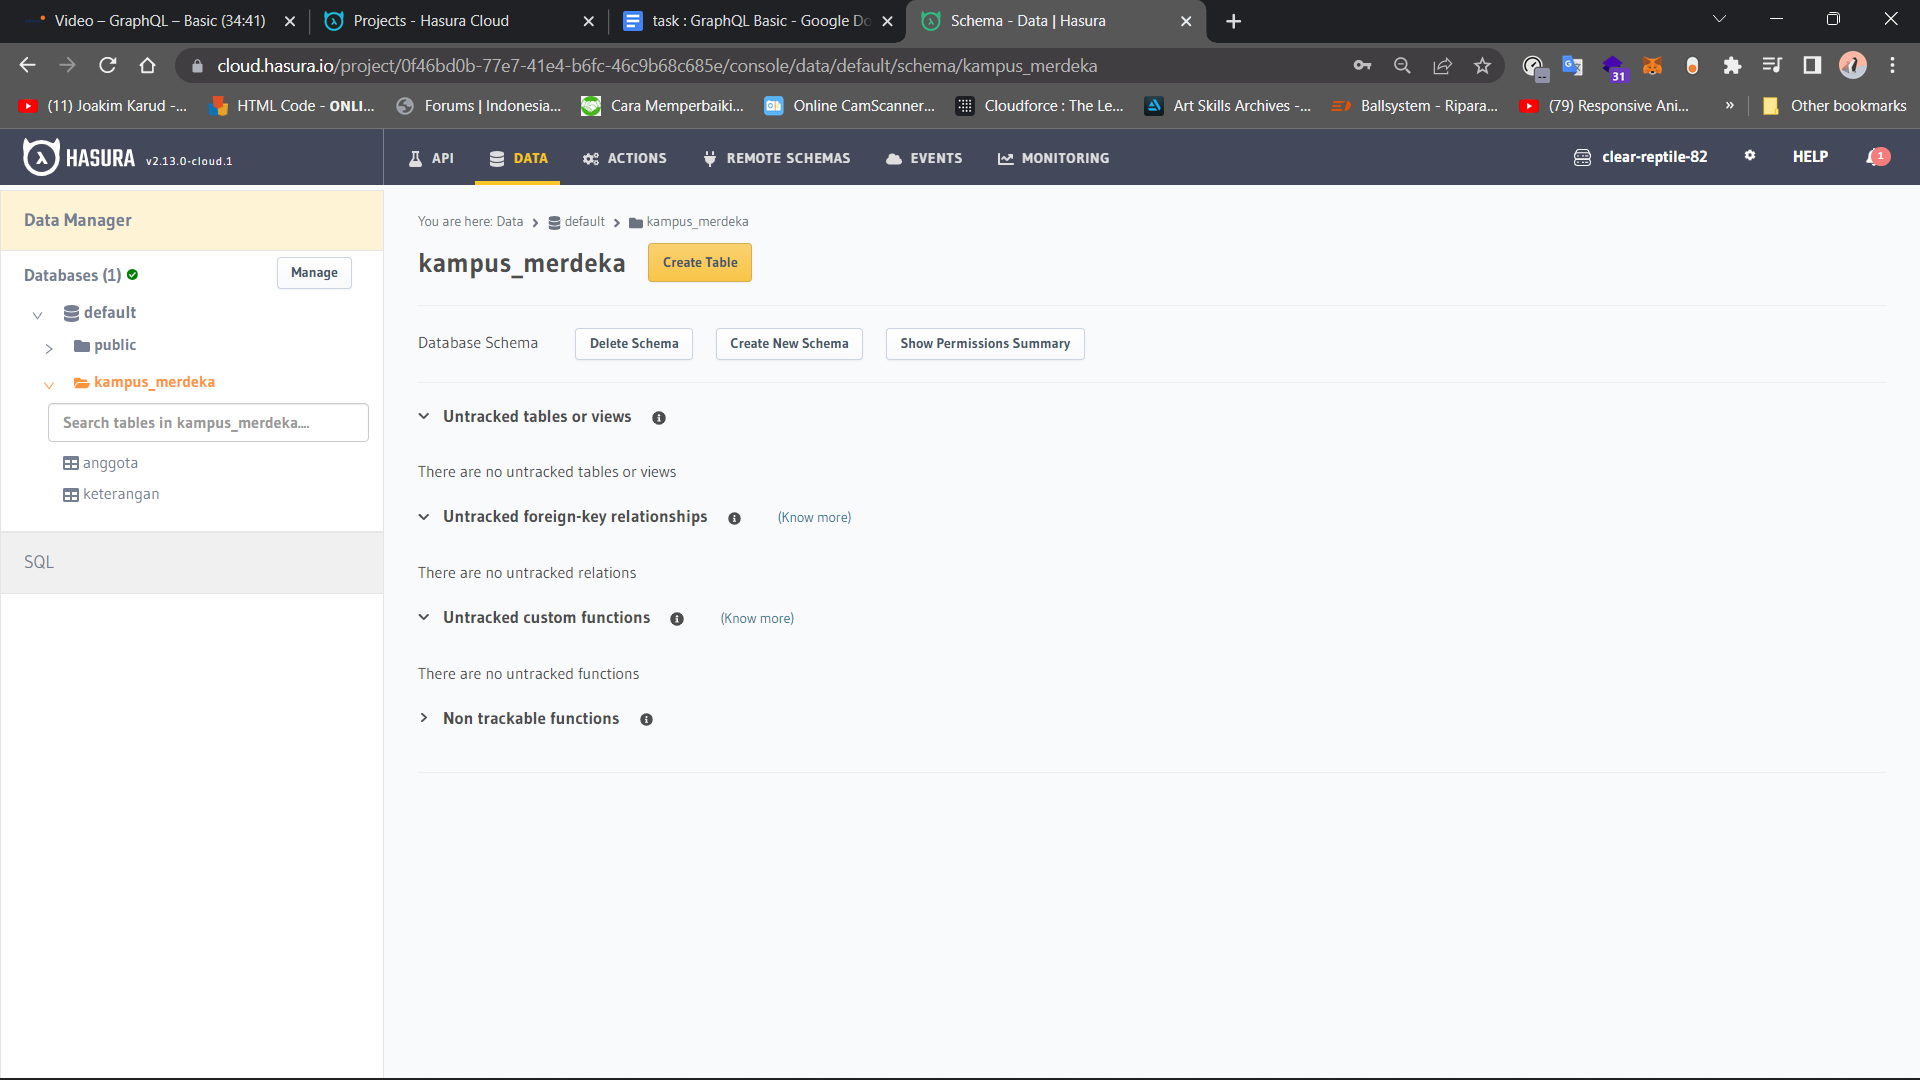 Video – GraphQL – Basic (34:41)
Projects - Hasura Cloud
task : GraphQL Basic - Google Do
Schema - Data | Hasura
cloud.hasura.io/project/0f46bd0b-77e7-41e4-b6fc-46c9b68c685e/console/data/default/schema/kampus_merdeka
31
(11) Joakim Karud -...
HTML Code - ONLI...
Forums | Indonesia...
Cara Memperbaiki...
Online CamScanner...
Cloudforce : The Le...
Art Skills Archives -...
Ballsystem - Ripara...
(79) Responsive Ani...
»
Other bookmarks
HASURA v2.13.0-cloud.1
API
DATA
ACTIONS
REMOTE SCHEMAS
EVENTS
MONITORING
clear-reptile-82
HELP
1
Data Manager
Databases (1)
Manage
default
public
kampus_merdeka
Search tables in kampus_merdeka....
anggota
keterangan
SQL
You are here: Data > default > kampus_merdeka
kampus_merdeka
Create Table
Database Schema
Delete Schema
Create New Schema
Show Permissions Summary
Untracked tables or views
There are no untracked tables or views
Untracked foreign-key relationships
(Know more)
There are no untracked relations
Untracked custom functions
(Know more)
There are no untracked functions
Non trackable functions